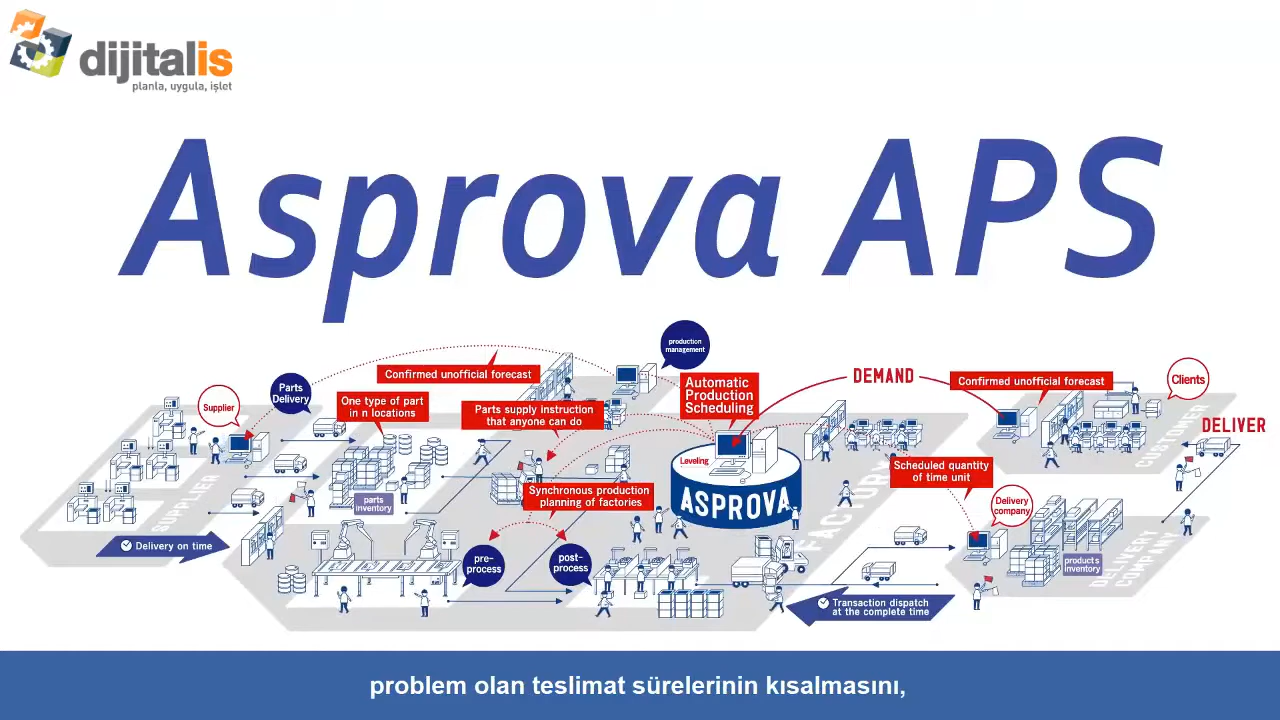 dijitalis
planla, uygula, işlet
Asprova APS
production
management
Confirmed unofficial forecast
Parts
Delivery
Supplier
One type of part
in n locations
Parts supply instruction
that anyone can do
Automatic
Production
Scheduling
DEMAND
Confirmed unofficial forecast
Clients
DELIVER
CUSTOMER
Leveling
ASPROVA
Scheduled quantity
of time unit
Synchronous production
planning of factories
parts
inventory
SUPPLIER
FACTORY
Delivery
company
Delivery on time
pre-
process
post-
process
product's
inventory
DELIVERY
COMPANY
Transaction dispatch
at the complete time
problem olan teslimat sürelerinin kısalmasını,